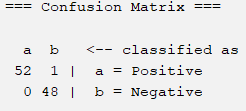 === Confusion Matrix ===
a b <-- classified as
52 1 | a = Positive
0 48 | b = Negative